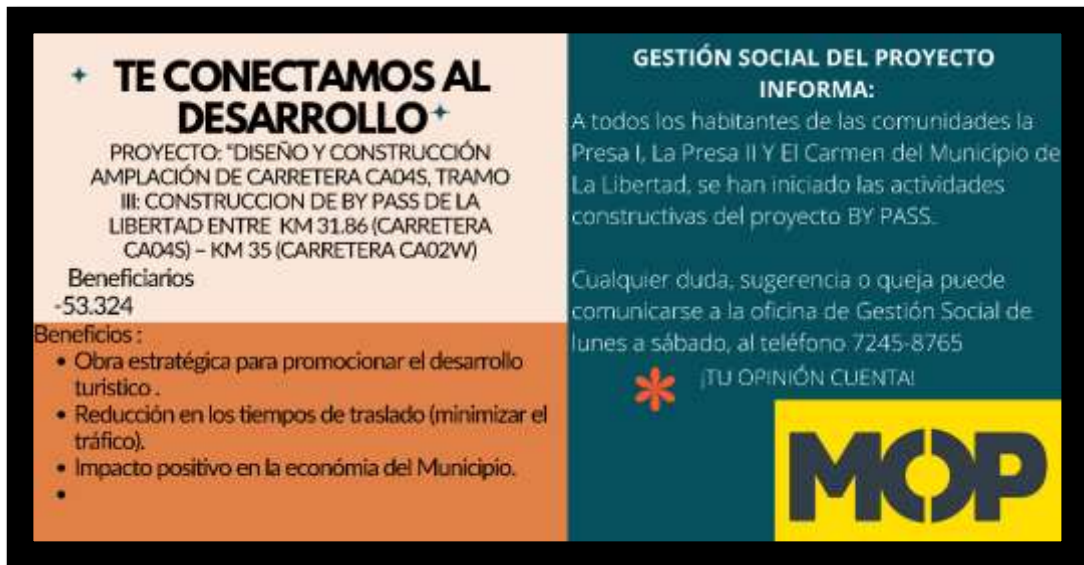 TE CONECTAMOS AL
DESARROLLO
PROYECTO: "DISEÑO Y CONSTRUCCIÓN
AMPLACIÓN DE CARRETERA CA04S, TRAMO
III: CONSTRUCCION DE BY PASS DE LA
LIBERTAD ENTRE KM 31.86 (CARRETERA
CA04S) – KM 35 (CARRETERA CA02W)
Beneficiarios
-53.324
Beneficios :
• Obra estratégica para promocionar el desarrollo
turistico .
• Reducción en los tiempos de traslado (minimizar el
tráfico).
• Impacto positivo en la económia del Municipio.
•
GESTIÓN SOCIAL DEL PROYECTO
INFORMA:
A todos los habitantes de las comunidades la
Presa I, La Presa II Y El Carmen del Municipio de
La Libertad, se han iniciado las actividades
constructivas del proyecto BY PASS.
Cualquier duda, sugerencia o queja puede
comunicarse a la oficina de Gestión Social de
lunes a sábado, al teléfono 7245-8765
¡TU OPINIÓN CUENTA!
MOP